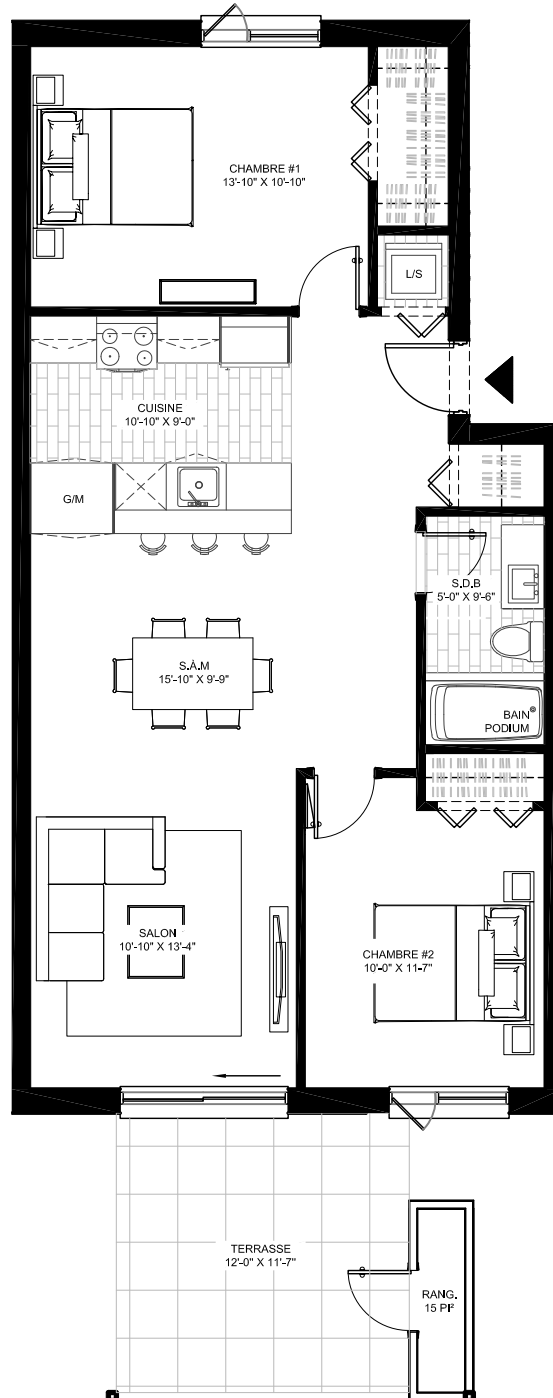 CHAMBRE #1
13'-10" X 10'-10"
L/S
CUISINE
10'-10" X 9'-0"
G/M
S.D.B
5'-0" X 9'-6"
S.À.M
15'-10" X 9'-9"
BAIN
PODIUM
SALON
10'-10" X 13'-4"
CHAMBRE #2
10'-0" X 11'-7"
TERRASSE
12'-0" X 11'-7"
RANG.
15 PI²